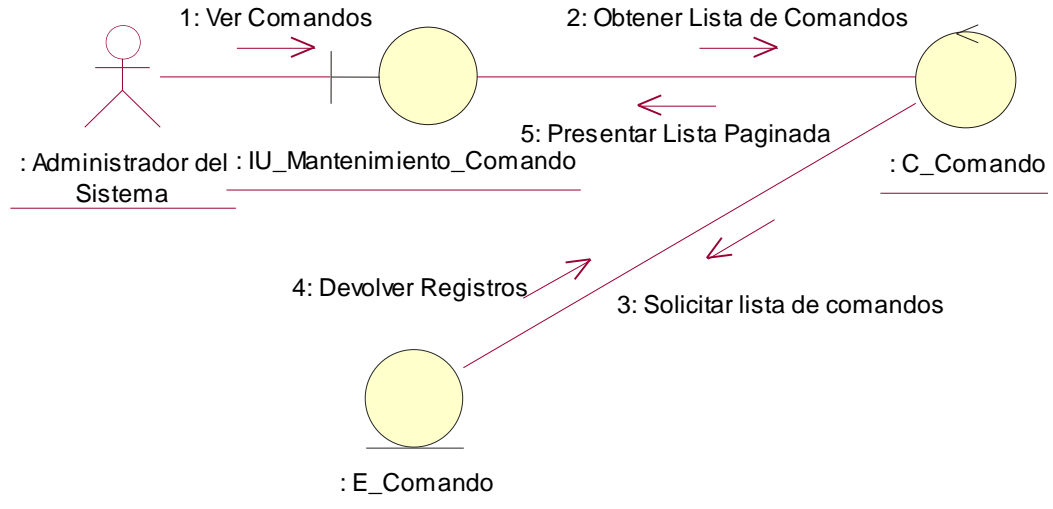 1: Ver Comandos
2: Obtener Lista de Comandos
5: Presentar Lista Paginada
: Administrador del
Sistema
: IU_Mantenimiento_Comando
: C_Comando
4: Devolver Registros
3: Solicitar lista de comandos
: E_Comando